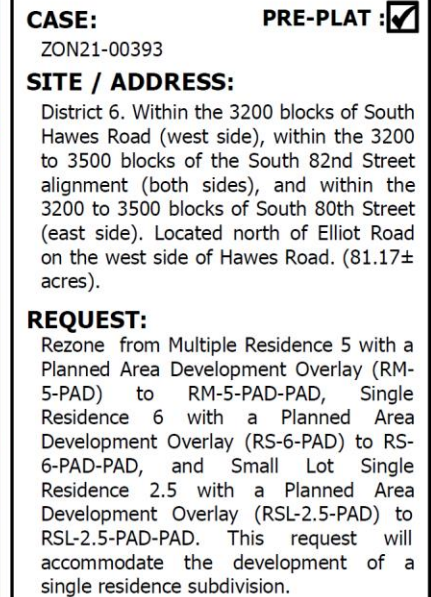 CASE: PRE-PLAT :
ZON21-00393
SITE / ADDRESS:
District 6. Within the 3200 blocks of South
Hawes Road (west side), within the 3200
to 3500 blocks of the South 82nd Street
alignment (both sides), and within the
3200 to 3500 blocks of South 80th Street
(east side). Located north of Elliot Road
on the west side of Hawes Road. (81.17±
acres).
REQUEST:
Rezone from Multiple Residence 5 with a
Planned Area Development Overlay (RM-
5-PAD) to RM-5-PAD-PAD, Single
Residence 6 with a Planned Area
Development Overlay (RS-6-PAD) to RS-
6-PAD-PAD, and Small Lot Single
Residence 2.5 with a Planned Area
Development Overlay (RSL-2.5-PAD) to
RSL-2.5-PAD-PAD. This request will
accommodate the development of a
single residence subdivision.